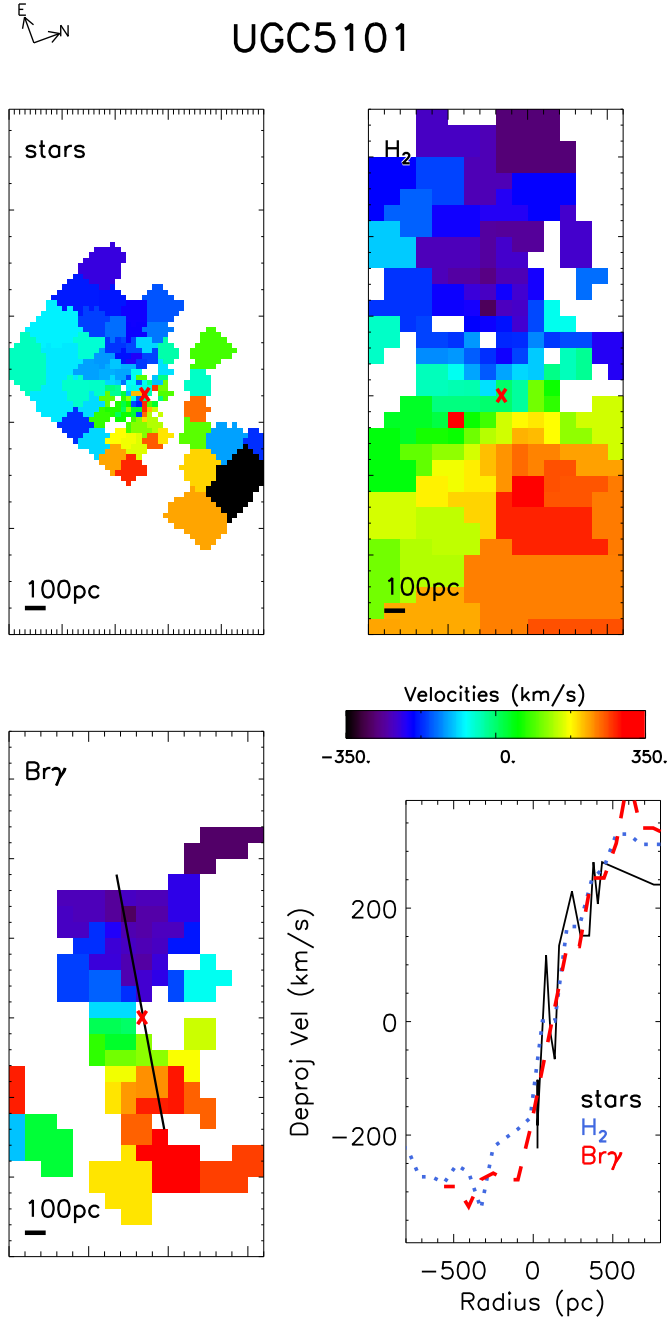 E
N
UGC5101
stars
H₂
100pc
100pc
Velocities (km/s)
-350. 0. 350.
Brγ
100pc
Deproj Vel (km/s)
200
0
-200
stars
H₂
Brγ
-500 0 500
Radius (pc)